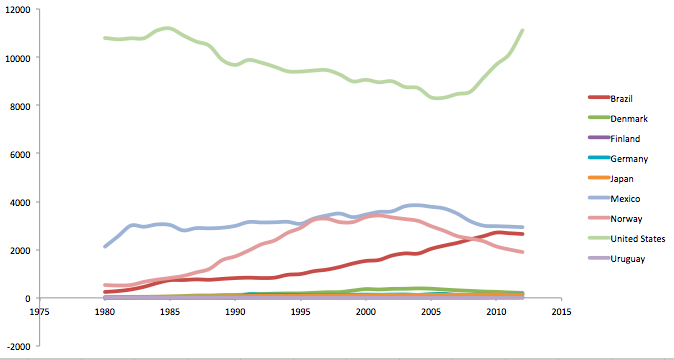 12000
10000
8000
6000
4000
2000
0
-2000
1975 1980 1985 1990 1995 2000 2005 2010 2015
Brazil
Denmark
Finland
Germany
Japan
Mexico
Norway
United States
Uruguay